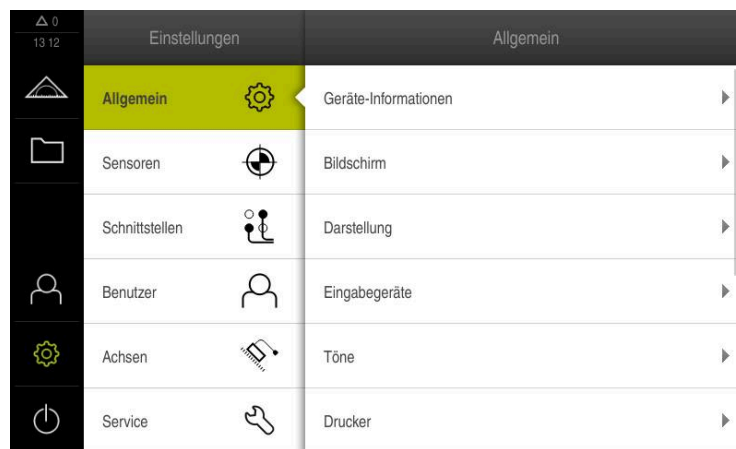 0
13 12
Einstellungen
Allgemein
Allgemein
Sensoren
Schnittstellen
Benutzer
Achsen
Service
Geräte-Informationen
Bildschirm
Darstellung
Eingabegeräte
Töne
Drucker